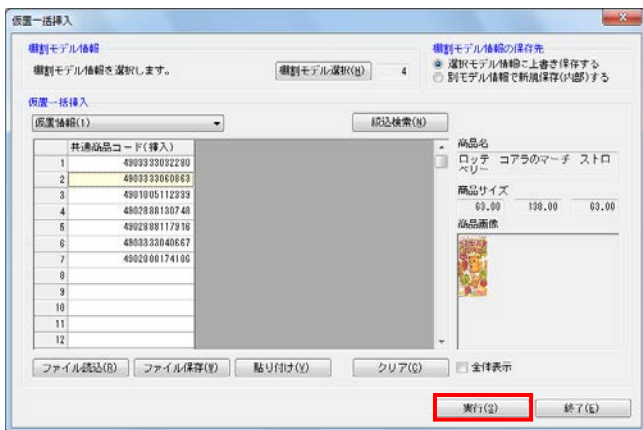 仮置一括挿入
棚割モデル情報
棚割モデル情報を選択します。
棚割モデル選択(H)
4
棚割モデル情報の保存先
選択モデル情報に上書き保存する
別モデル情報で新規保存(内部)する
仮置一括挿入
仮置情報(1)
絞込検索(N)
共通商品コード(挿入)
1 4903333032280
2 4903333060863
3 4901005112339
4 4902888130748
5 4902888117916
6 4903333040667
7 4902000174106
8
9
10
11
12
商品名
ロッテ コアラのマーチ ストロ
ベリー
商品サイズ
63.00 130.00 63.00
商品画像
ファイル読込(R)
ファイル保存(W)
貼り付け(V)
クリア(C)
全体表示
実行(S)
終了(E)